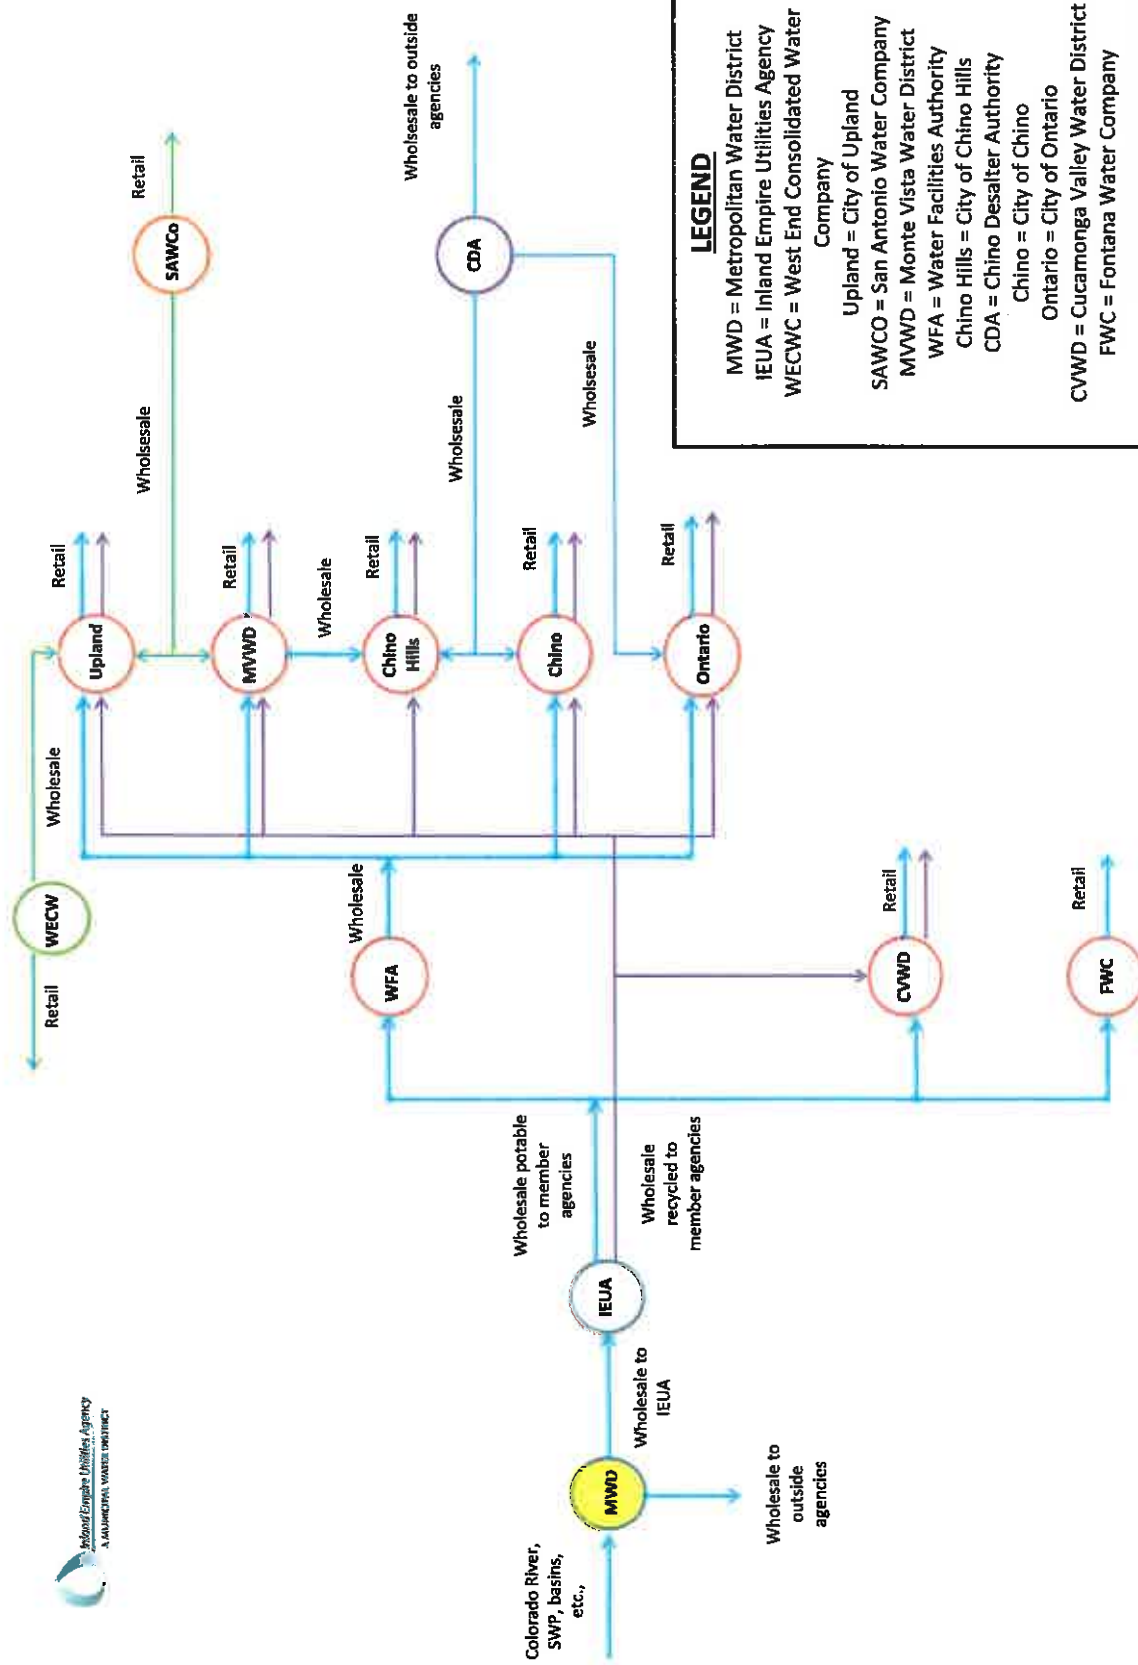 Inland Empire Utilities Agency
A MUNICIPAL WATER DISTRICT
Colorado River,
SWP, basins,
etc.,
MWD
Wholesale to
outside
agencies
Wholesale to
IEUA
IEUA
Wholesale potable
to member
agencies
Wholesale
recycled to
member agencies
Retail
WECW
Wholesale
WFA
Wholesale
CVWD
Retail
FWC
Retail
Upland
Retail
MVWD
Retail
Wholesale
Chino
Hills
Retail
Chino
Retail
Ontario
Retail
Wholsesale
SAWCo
Retail
Wholsesale
CDA
Wholsesale
Wholsesale to outside
agencies
LEGEND
MWD = Metropolitan Water District
IEUA = Inland Empire Utilities Agency
WECWC = West End Consolidated Water
Company
Upland = City of Upland
SAWCO = San Antonio Water Company
MVWD = Monte Vista Water District
WFA = Water Facilities Authority
Chino Hills = City of Chino Hills
CDA = Chino Desalter Authority
Chino = City of Chino
Ontario = City of Ontario
CVWD = Cucamonga Valley Water District
FWC = Fontana Water Company